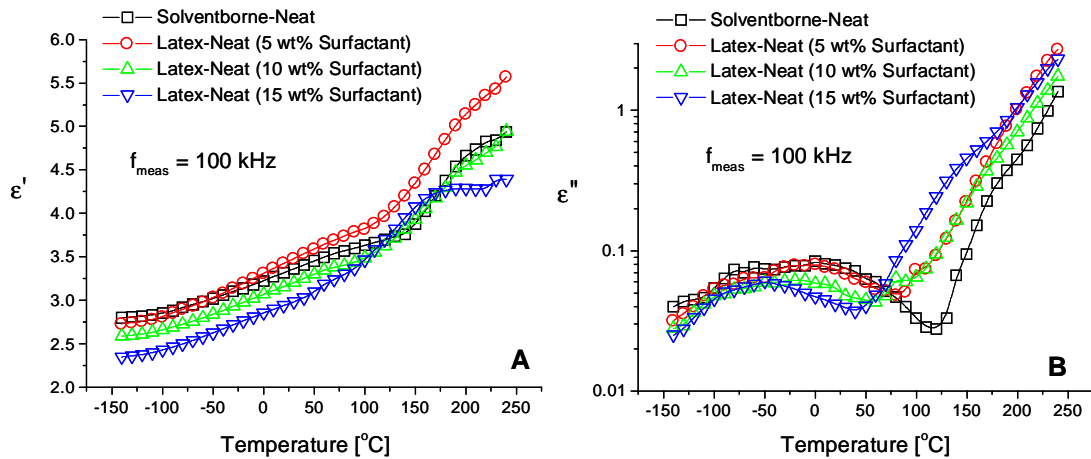 Solventborne-Neat
Latex-Neat (5 wt% Surfactant)
Latex-Neat (10 wt% Surfactant)
Latex-Neat (15 wt% Surfactant)
f_meas = 100 kHz
ε'
6.0
5.5
5.0
4.5
4.0
3.5
3.0
2.5
2.0
A
-150 -100 -50 0 50 100 150 200 250
Temperature [°C]
Solventborne-Neat
Latex-Neat (5 wt% Surfactant)
Latex-Neat (10 wt% Surfactant)
Latex-Neat (15 wt% Surfactant)
f_meas = 100 kHz
ε"
1
0.1
0.01
B
-150 -100 -50 0 50 100 150 200 250
Temperature [°C]